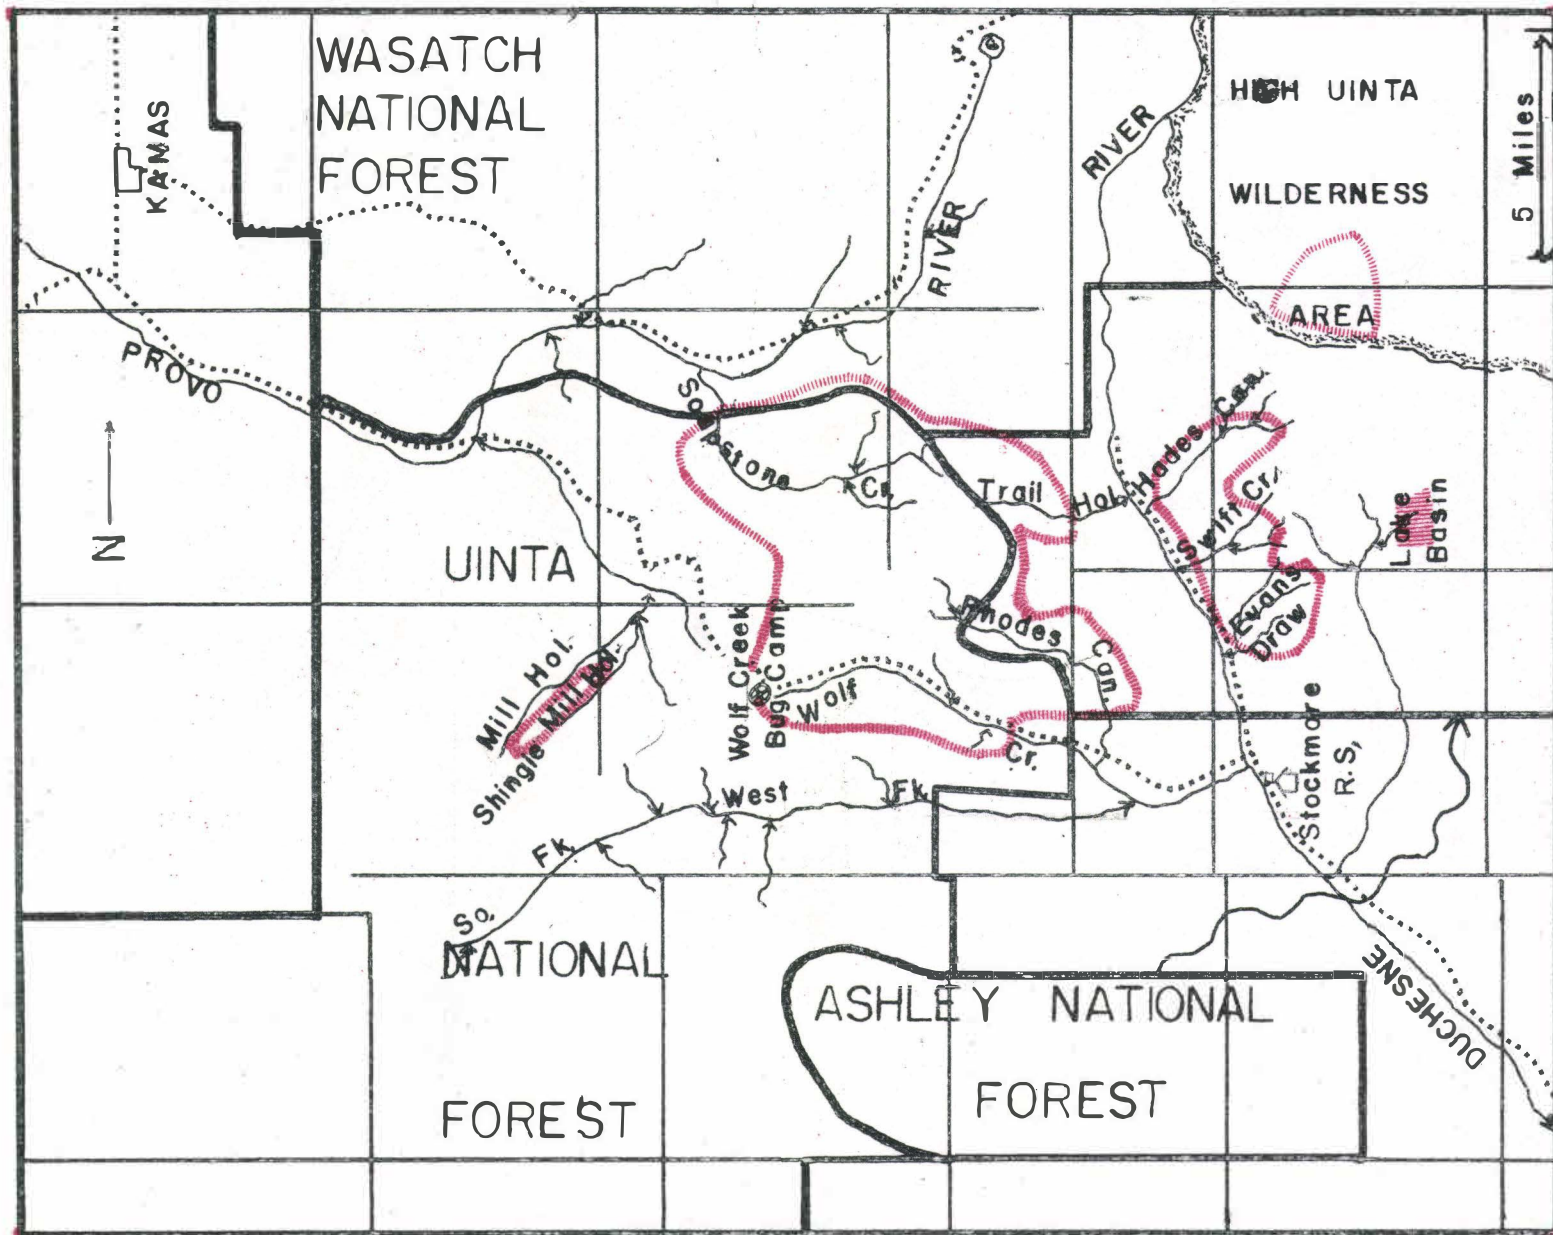 WASATCH
NATIONAL
FOREST
KAMAS
RIVER
HIGH UINTA
WILDERNESS
AREA
5 Miles
RIVER
PROVO
N
Soapstone
Cr.
Trail Hol.
Hades Can.
Swift Cr.
Evans
Draw
Lake
Basin
UINTA
Rhodes
Can.
Mill Hol.
Shingle Mill Hol.
Wolf Creek
Bug Camp
Wolf
Cr.
Stockmore
R.S,
West
Fk.
Fk.
So.
NATIONAL
FOREST
ASHLEY NATIONAL
FOREST
DUCHESNE